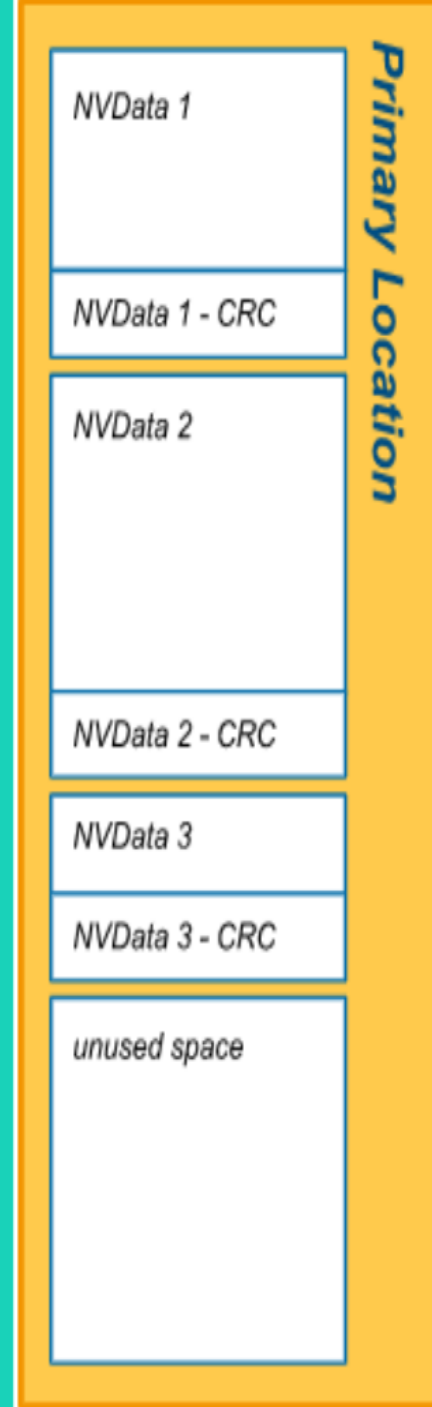 Primary Location
NVData 1
NVData 1 - CRC
NVData 2
NVData 2 - CRC
NVData 3
NVData 3 - CRC
unused space